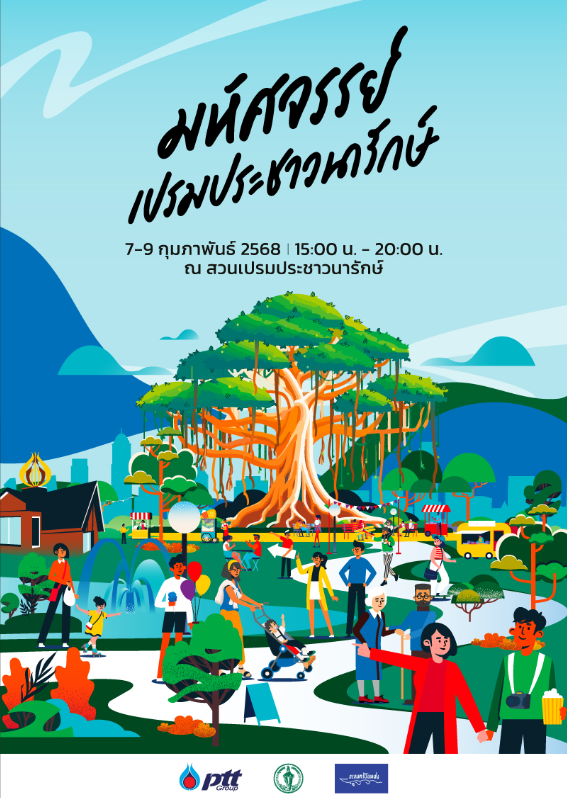 มหัศจรรย์
เปรมประชาวนารักษ์
7-9 กุมภาพันธ์ 2568 | 15:00 น. - 20:00 น.
ณ สวนเปรมประชาวนารักษ์
ptt
Group